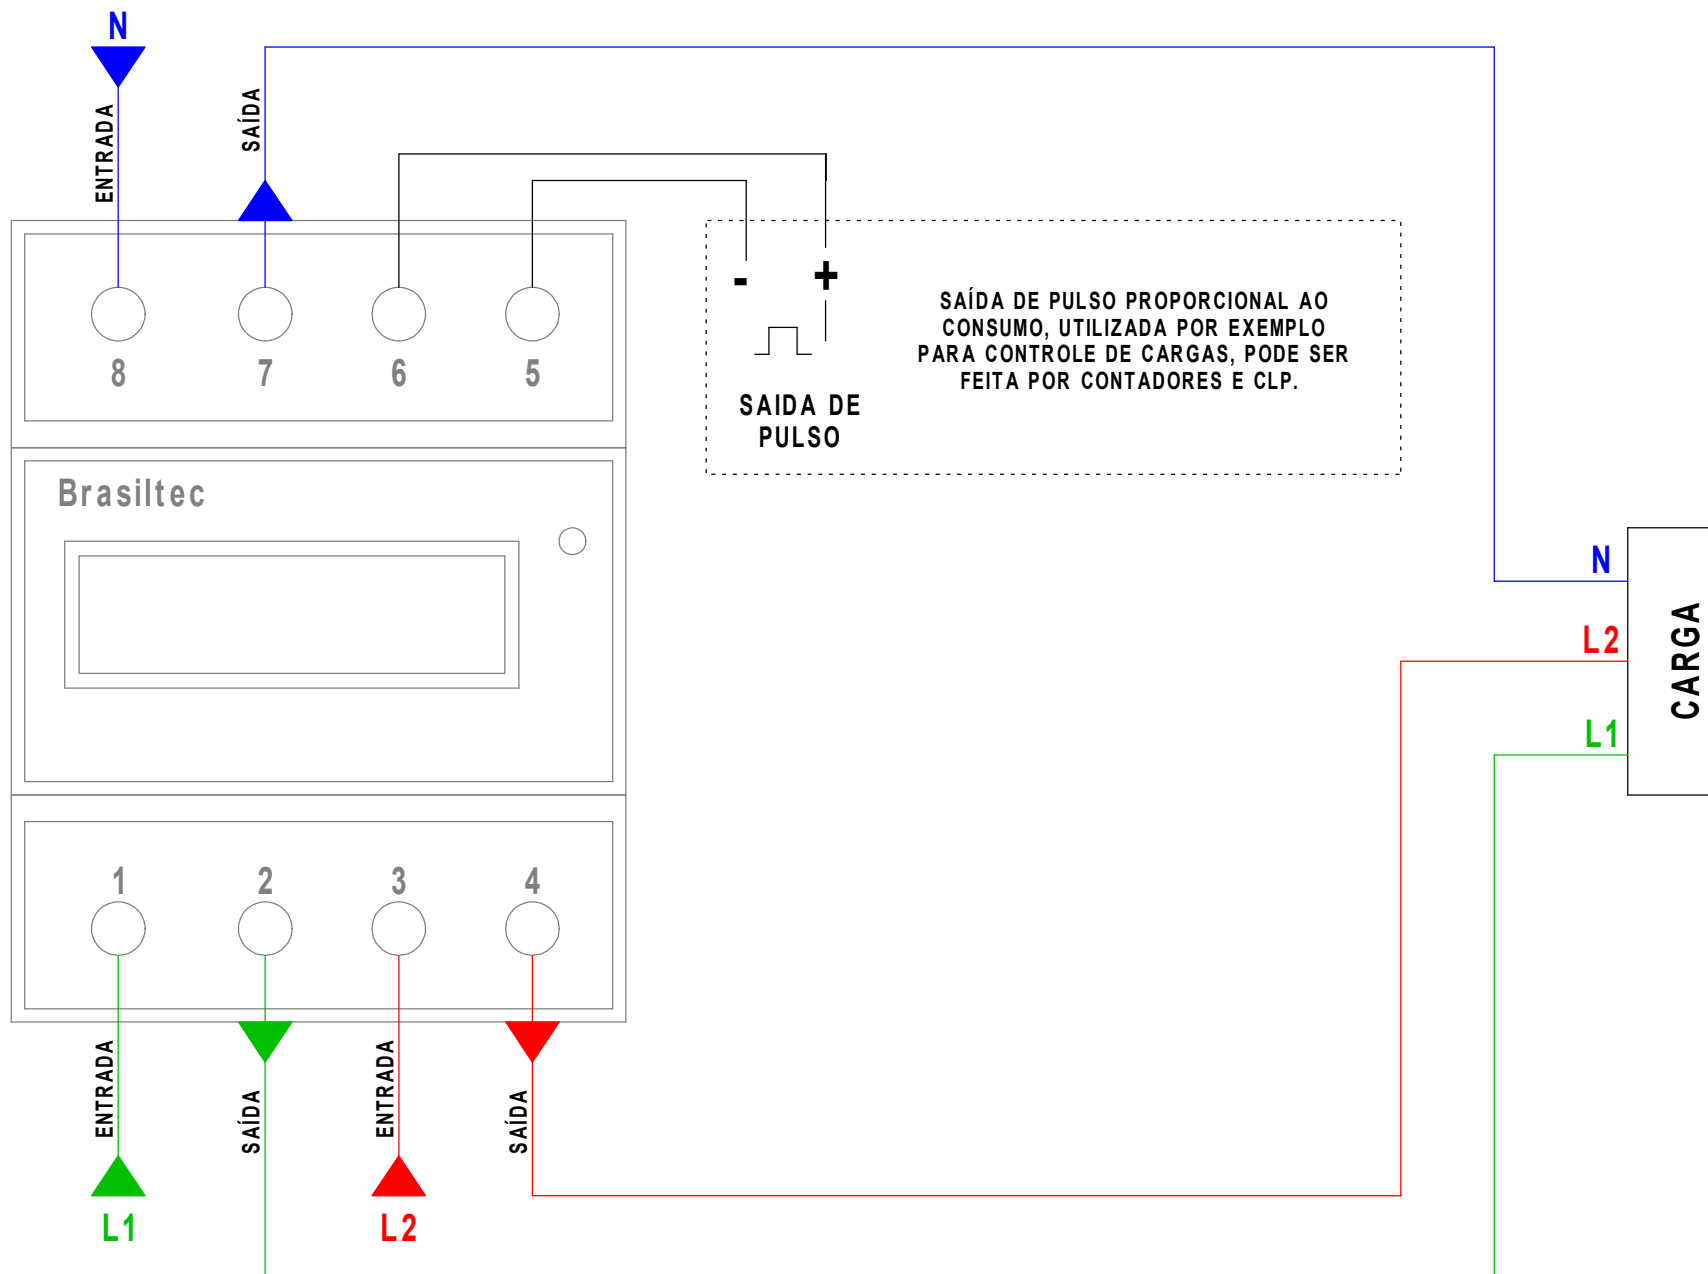 N
ENTRADA
SAÍDA
8
7
6
5
-
+
SAIDA DE
PULSO
SAÍDA DE PULSO PROPORCIONAL AO
CONSUMO, UTILIZADA POR EXEMPLO
PARA CONTROLE DE CARGAS, PODE SER
FEITA POR CONTADORES E CLP.
Brasiltec
N
L2
L1
CARGA
1
2
3
4
ENTRADA
SAÍDA
ENTRADA
SAÍDA
L1
L2